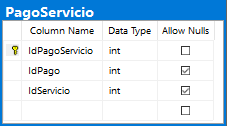 PagoServicio
Column Name Data Type Allow Nulls
IdPagoServicio int
IdPago int
IdServicio int